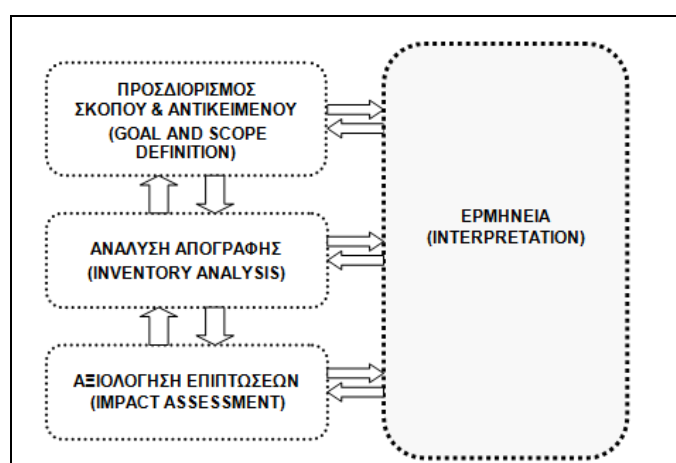 ΠΡΟΣΔΙΟΡΙΣΜΟΣ
ΣΚΟΠΟΥ & ΑΝΤΙΚΕΙΜΕΝΟΥ
(GOAL AND SCOPE
DEFINITION)
ΑΝΑΛΥΣΗ ΑΠΟΓΡΑΦΗΣ
(INVENTORY ANALYSIS)
ΑΞΙΟΛΟΓΗΣΗ ΕΠΙΠΤΩΣΕΩΝ
(IMPACT ASSESSMENT)
ΕΡΜΗΝΕΙΑ
(INTERPRETATION)